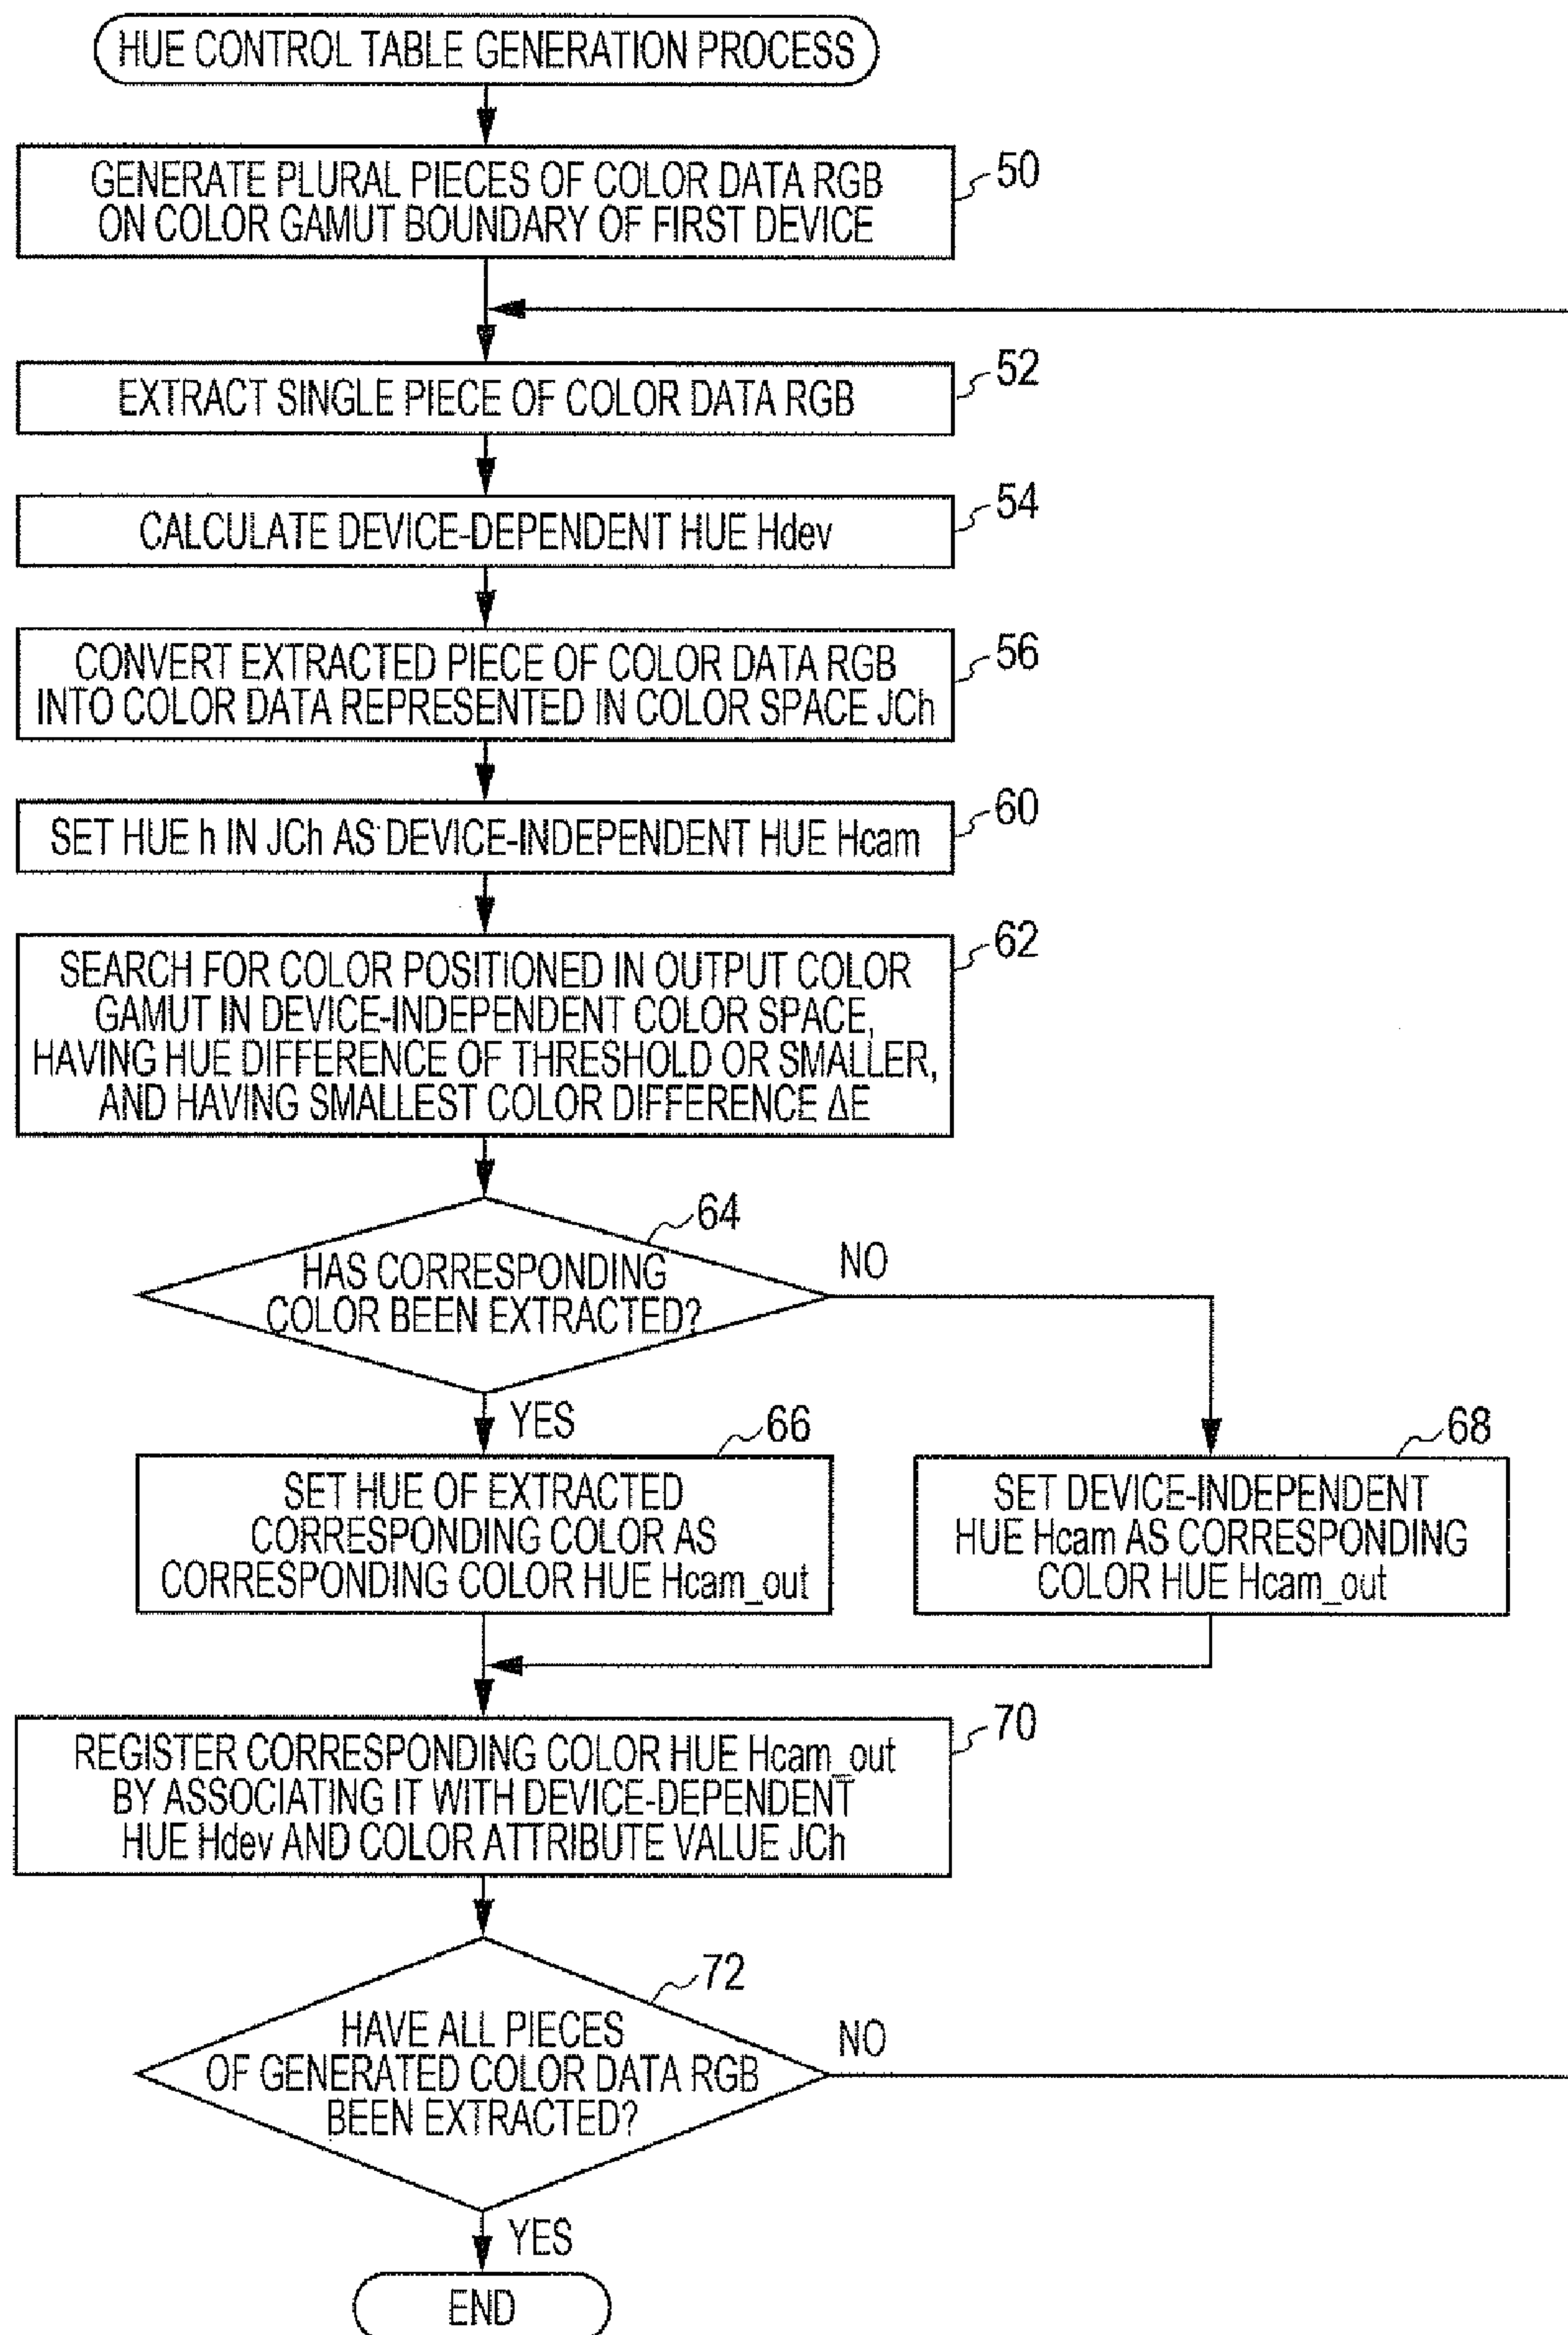 HUE CONTROL TABLE GENERATION PROCESS
50
GENERATE PLURAL PIECES OF COLOR DATA RGB
ON COLOR GAMUT BOUNDARY OF FIRST DEVICE
52
EXTRACT SINGLE PIECE OF COLOR DATA RGB
54
CALCULATE DEVICE-DEPENDENT HUE Hdev
56
CONVERT EXTRACTED PIECE OF COLOR DATA RGB
INTO COLOR DATA REPRESENTED IN COLOR SPACE JCh
60
SET HUE h IN JCh AS DEVICE-INDEPENDENT HUE Hcam
62
SEARCH FOR COLOR POSITIONED IN OUTPUT COLOR
GAMUT IN DEVICE-INDEPENDENT COLOR SPACE,
HAVING HUE DIFFERENCE OF THRESHOLD OR SMALLER,
AND HAVING SMALLEST COLOR DIFFERENCE ΔE
64
HAS CORRESPONDING
COLOR BEEN EXTRACTED?
NO
YES
66
SET HUE OF EXTRACTED
CORRESPONDING COLOR AS
CORRESPONDING COLOR HUE Hcam_out
68
SET DEVICE-INDEPENDENT
HUE Hcam AS CORRESPONDING
COLOR HUE Hcam_out
70
REGISTER CORRESPONDING COLOR HUE Hcam_out
BY ASSOCIATING IT WITH DEVICE-DEPENDENT
HUE Hdev AND COLOR ATTRIBUTE VALUE JCh
72
HAVE ALL PIECES
OF GENERATED COLOR DATA RGB
BEEN EXTRACTED?
NO
YES
END